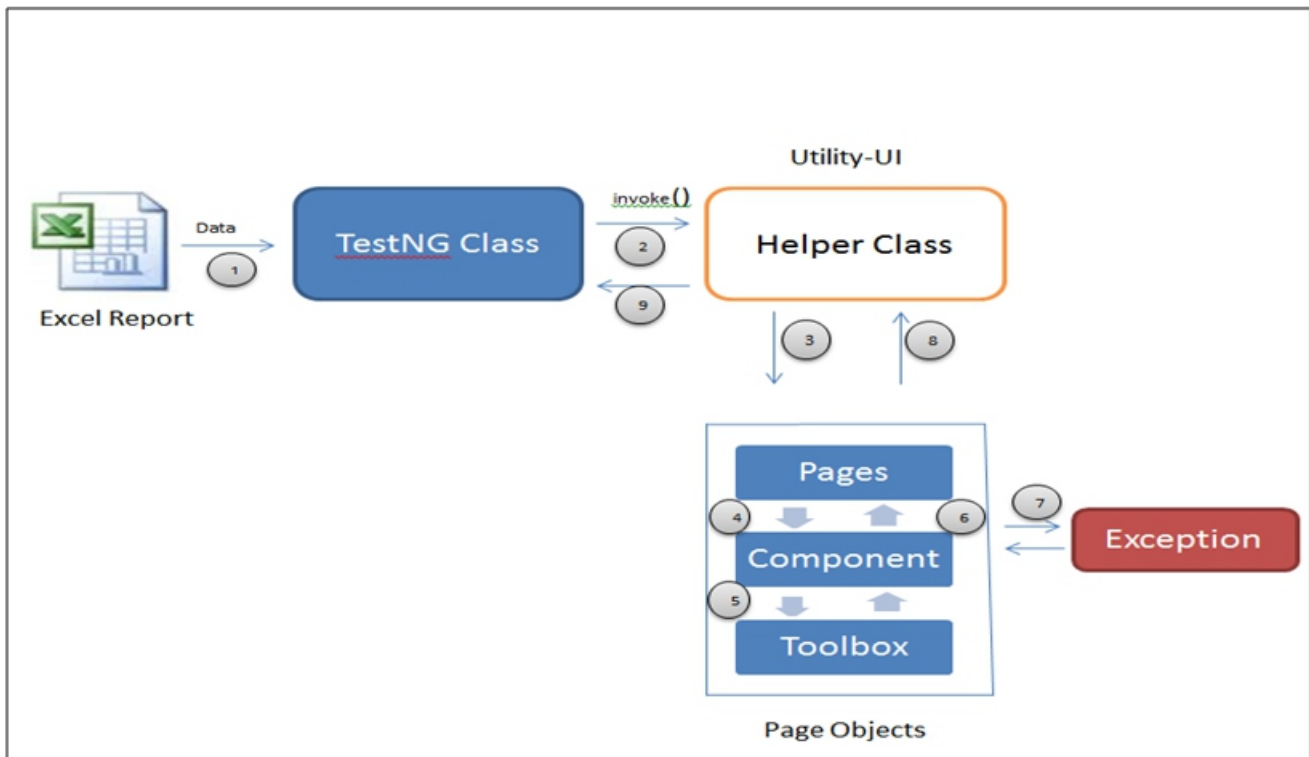 Utility-UI
Data
1
TestNG Class
invoke()
2
9
Helper Class
Excel Report
3
8
Pages
4
6
7
Component
Exception
5
Toolbox
Page Objects